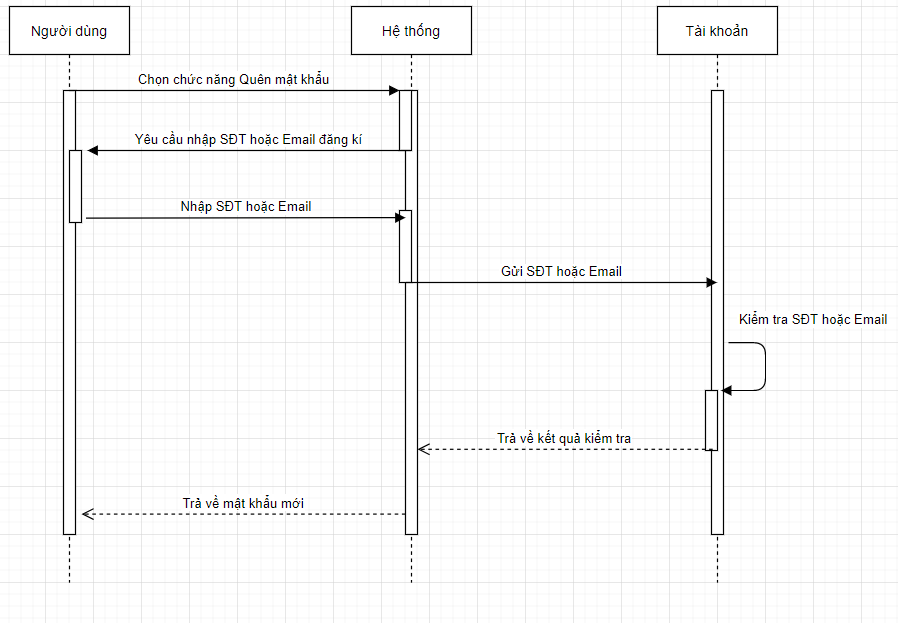 Người dùng
Hệ thống
Tài khoản
Chọn chức năng Quên mật khẩu
Yêu cầu nhập SĐT hoặc Email đăng kí
Nhập SĐT hoặc Email
Gửi SĐT hoặc Email
Kiểm tra SĐT hoặc Email
Trả về kết quả kiểm tra
Trả về mật khẩu mới